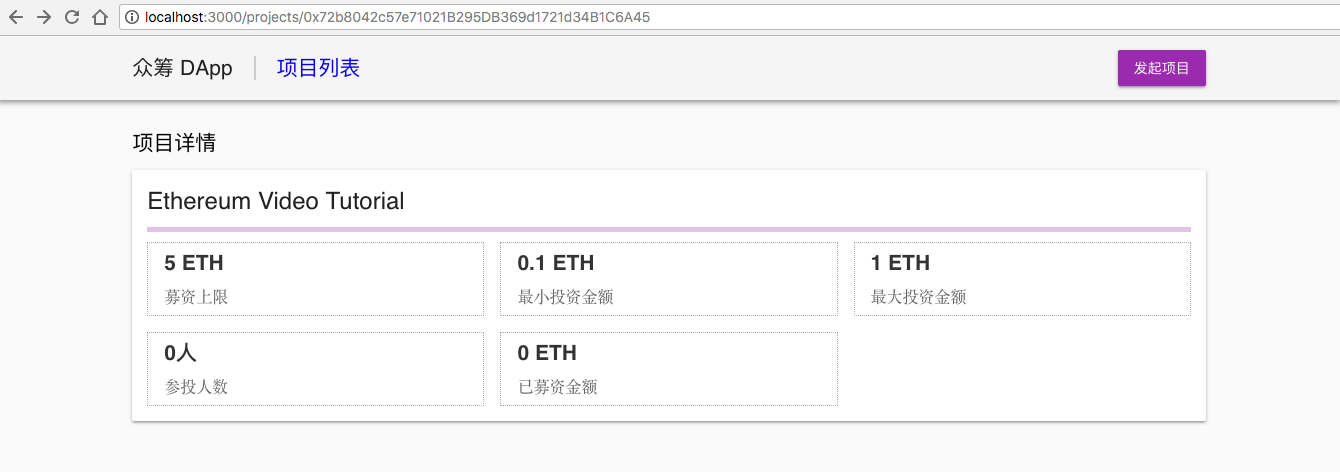 localhost:3000/projects/0x72b8042c57e71021B295DB369d1721d34B1C6A45
众筹 DApp 项目列表 发起项目
项目详情
Ethereum Video Tutorial
5 ETH 0.1 ETH 1 ETH
募资上限 最小投资金额 最大投资金额
0人 0 ETH
参投人数 已募资金额